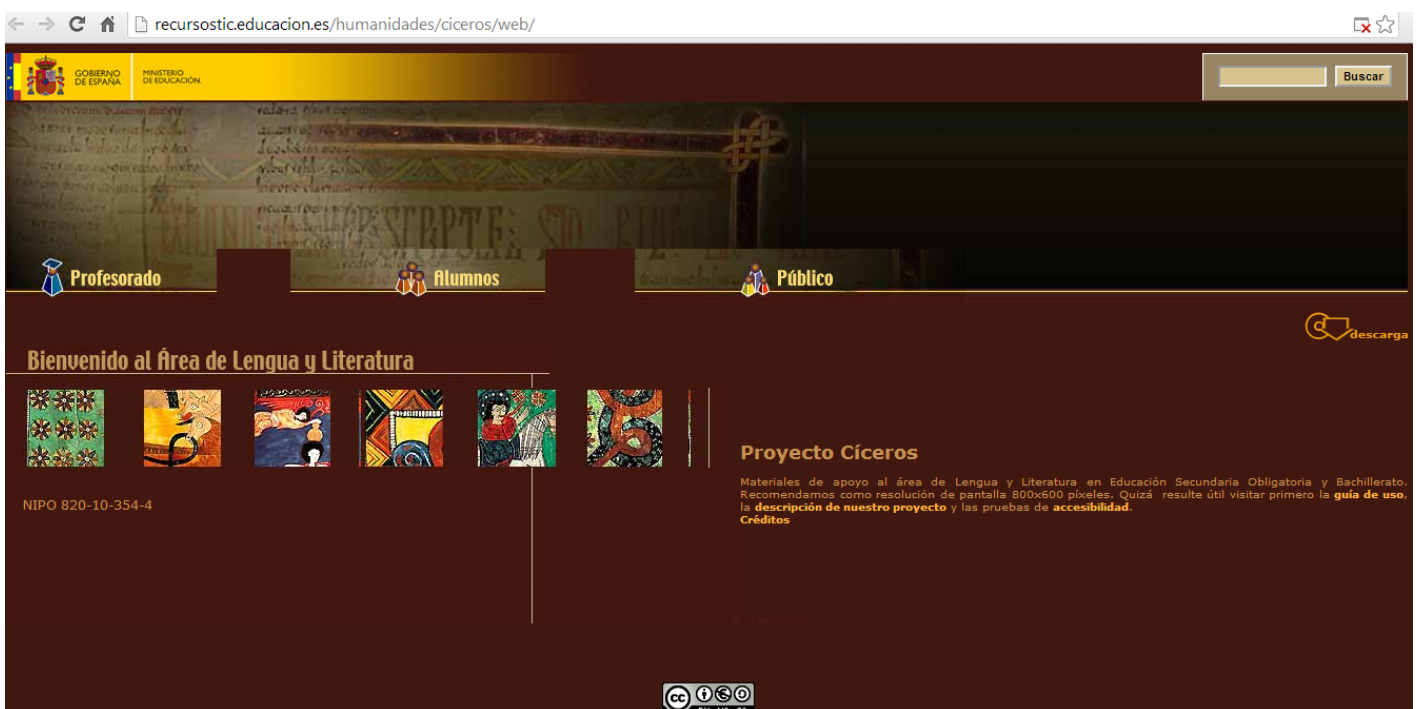 recursostic.educacion.es/humanidades/ciceros/web/
GOBIERNO
DE ESPAÑA
MINISTERIO
DE EDUCACIÓN.
Buscar
Profesorado
Alumnos
Público
descarga
Bienvenido al Área de Lengua y Literatura
Proyecto Cíceros
Materiales de apoyo al área de Lengua y Literatura en Educación Secundaria Obligatoria y Bachillerato.
Recomendamos como resolución de pantalla 800x600 píxeles. Quizá resulte útil visitar primero la guía de uso,
la descripción de nuestro proyecto y las pruebas de accesibilidad.
Créditos
NIPO 820-10-354-4
cc